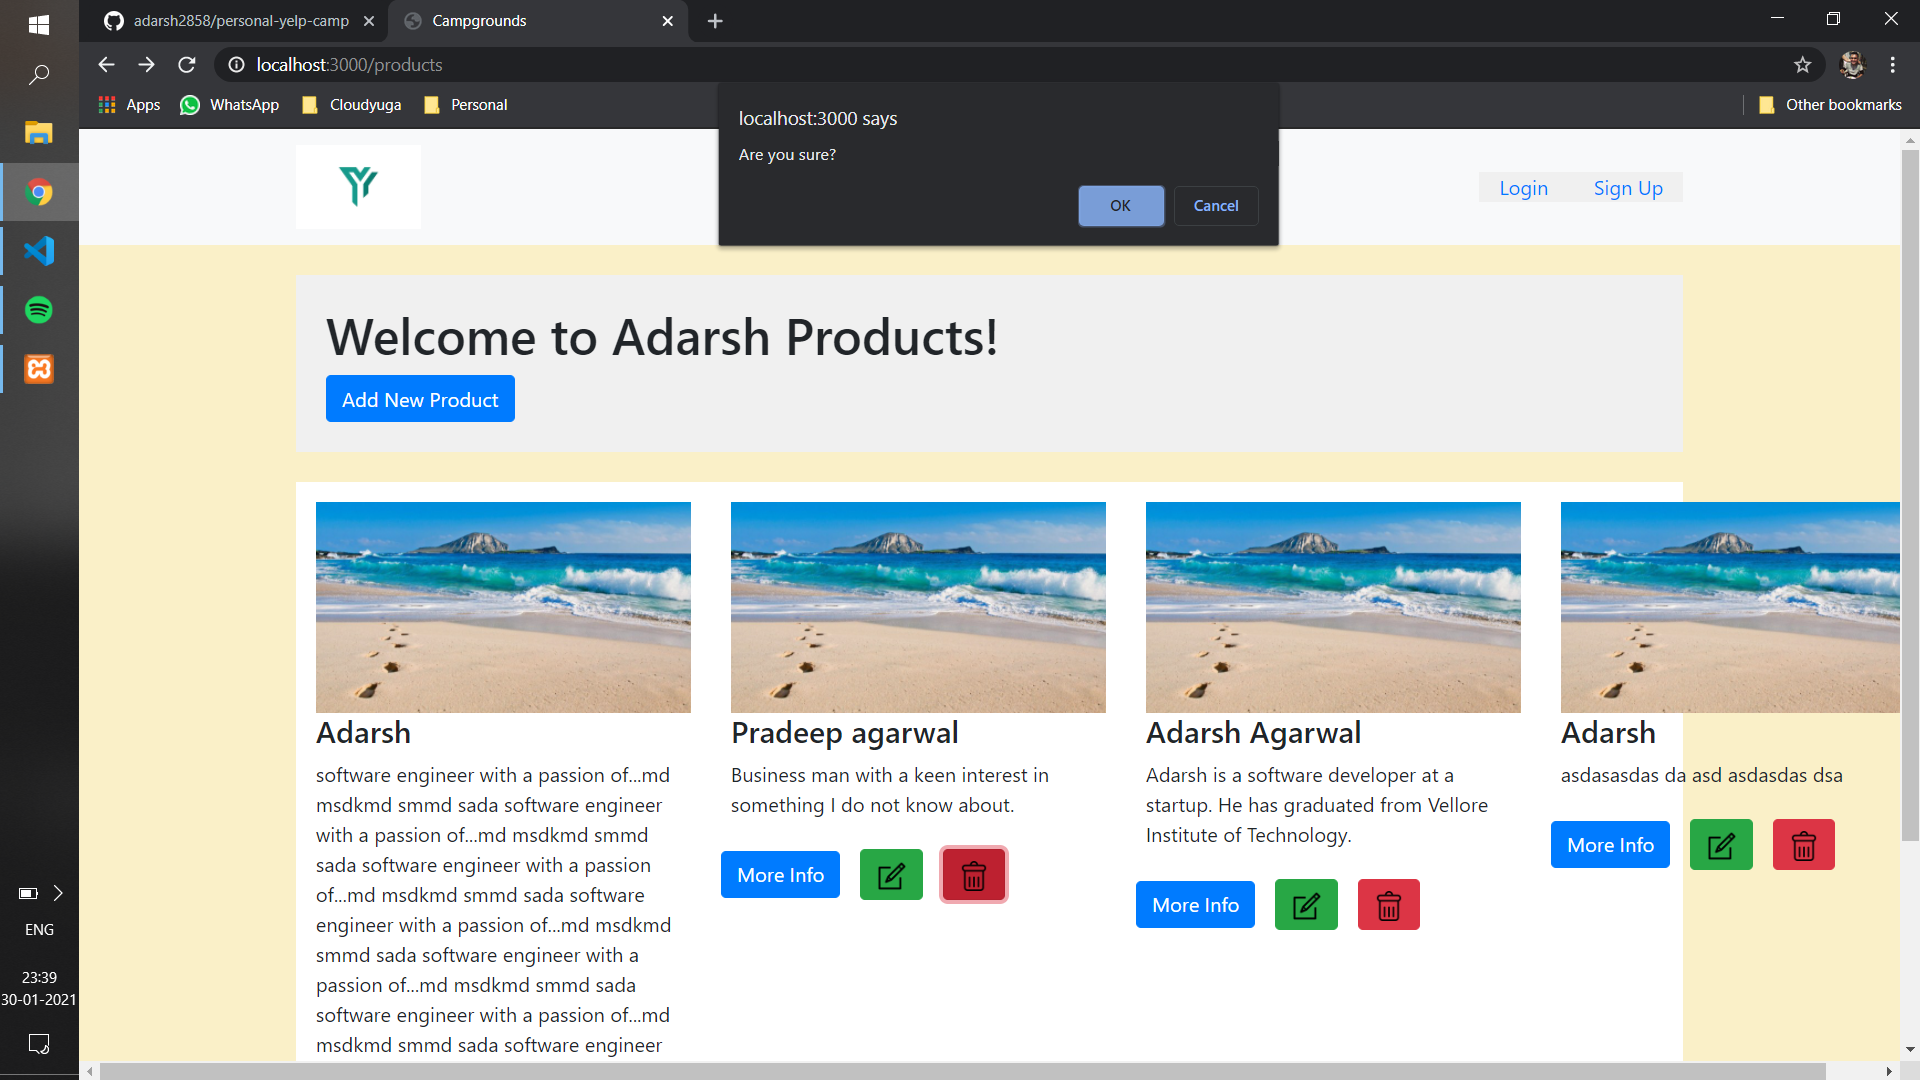 adarsh2858/personal-yelp-camp
Campgrounds
localhost:3000/products
Apps
WhatsApp
Cloudyuga
Personal
Other bookmarks
localhost:3000 says
Are you sure?
OK
Cancel
Login
Sign Up
Welcome to Adarsh Products!
Add New Product
Adarsh
software engineer with a passion of...md
msdkmd smmd sada software engineer
with a passion of...md msdkmd smmd
sada software engineer with a passion
of...md msdkmd smmd sada software
engineer with a passion of...md msdkmd
smmd sada software engineer with a
passion of...md msdkmd smmd sada
software engineer with a passion of...md
msdkmd smmd sada software engineer
Pradeep agarwal
Business man with a keen interest in
something I do not know about.
More Info
Adarsh Agarwal
Adarsh is a software developer at a
startup. He has graduated from Vellore
Institute of Technology.
More Info
Adarsh
asdasasdas da asd asdasdas dsa
More Info
ENG
23:39
30-01-2021